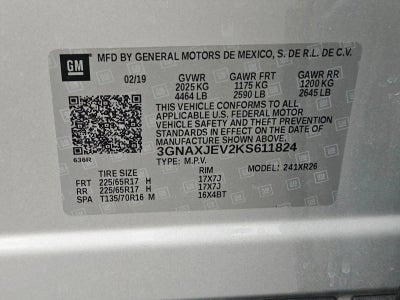 GM
MFD BY GENERAL MOTORS DE MEXICO, S. DE R.L. DE C.V.
02/19 GVWR GAWR FRT GAWR RR
2025 KG 1175 KG 1200 KG
4464 LB 2590 LB 2645 LB
THIS VEHICLE CONFORMS TO ALL
APPLICABLE U.S. FEDERAL MOTOR
VEHICLE SAFETY AND THEFT PREVENTION
STANDARDS IN EFFECT ON THE DATE OF
MANUFACTURE SHOWN ABOVE.
636R
3GNAXJEV2KS611824
TYPE: M.P.V. MODEL: 241XR26
TIRE SIZE RIM
FRT 225/65R17 H 17X7J
RR 225/65R17 H 17X7J
SPA T135/70R16 M 16X4BT